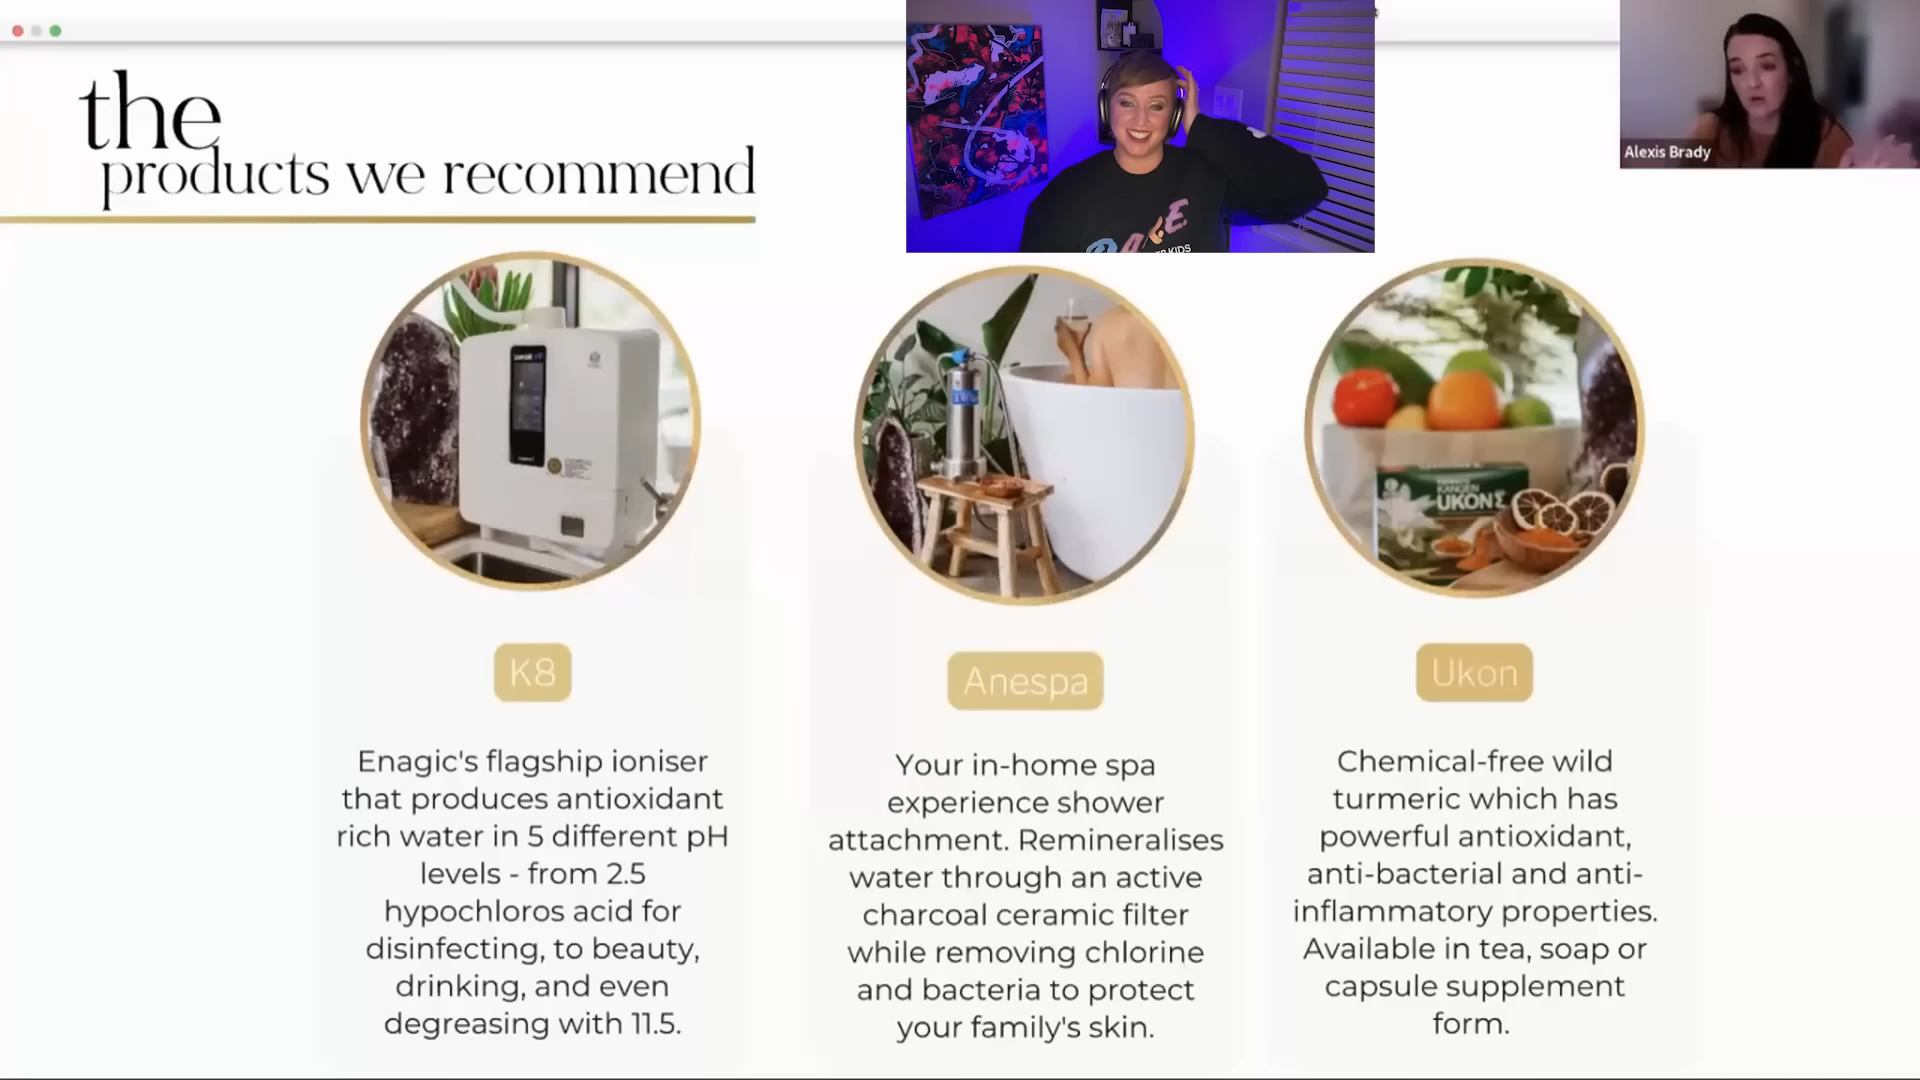 the
products we recommend
Alexis Brady
KIDS
KANGEN
UKON
K8
Enagic's flagship ioniser
that produces antioxidant
rich water in 5 different pH
levels - from 2.5
hypochloros acid for
disinfecting, to beauty,
drinking, and even
degreasing with 11.5.
Anespa
Your in-home spa
experience shower
attachment. Remineralises
water through an active
charcoal ceramic filter
while removing chlorine
and bacteria to protect
your family's skin.
Ukon
Chemical-free wild
turmeric which has
powerful antioxidant,
anti-bacterial and anti-
inflammatory properties.
Available in tea, soap or
capsule supplement
form.